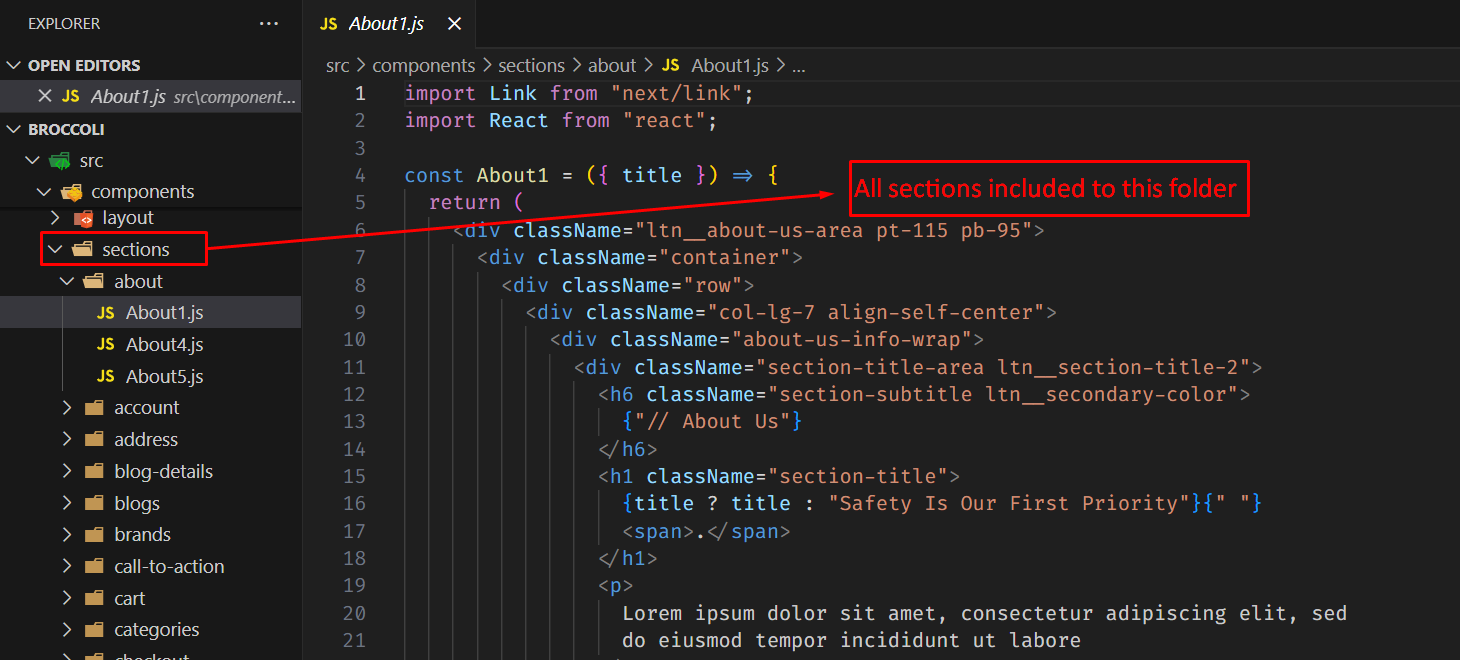 EXPLORER ...
OPEN EDITORS
JS About1.js src\component...
BROCCOLI
src
components
layout
sections
about
JS About1.js
JS About4.js
JS About5.js
account
address
blog-details
blogs
brands
call-to-action
cart
categories
checkout
JS About1.js
src > components > sections > about > JS About1.js > ...
1 import Link from "next/link";
2 import React from "react";
3
4 const About1 = ({ title }) => {
5 return (
All sections included to this folder
6 <div className="ltn__about-us-area pt-115 pb-95">
7 <div className="container">
8 <div className="row">
9 <div className="col-lg-7 align-self-center">
10 <div className="about-us-info-wrap">
11 <div className="section-title-area ltn__section-title-2">
12 <h6 className="section-subtitle ltn__secondary-color">
13 {"// About Us"}
14 </h6>
15 <h1 className="section-title">
16 {title ? title : "Safety Is Our First Priority"}{" "}
17 <span>.</span>
18 </h1>
19 <p>
20 Lorem ipsum dolor sit amet, consectetur adipiscing elit, sed
21 do eiusmod tempor incididunt ut labore